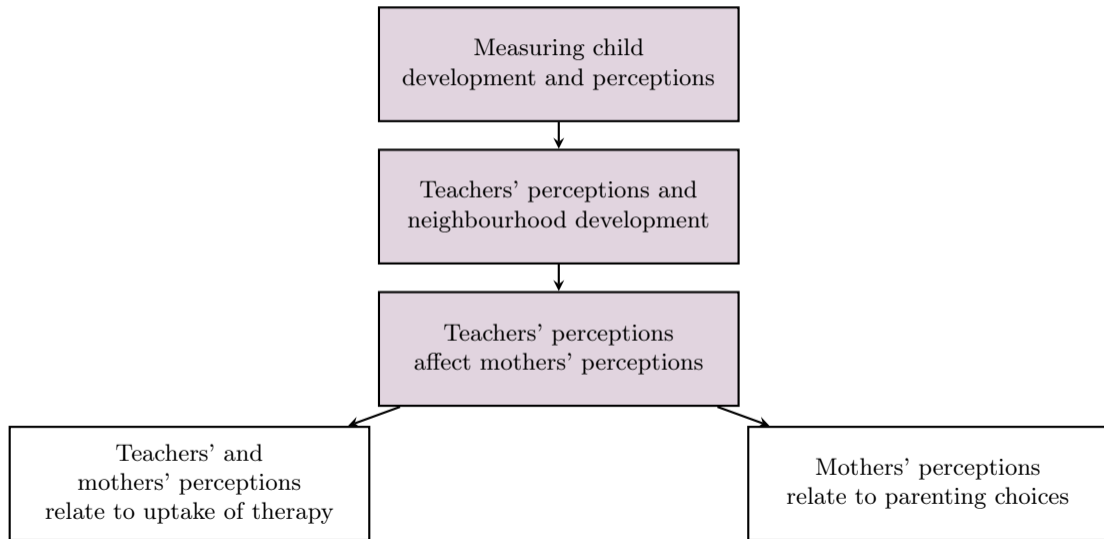 Measuring child
development and perceptions
Teachers’ perceptions and
neighbourhood development
Teachers’ perceptions
affect mothers’ perceptions
Teachers’ and
mothers’ perceptions
relate to uptake of therapy
Mothers’ perceptions
relate to parenting choices